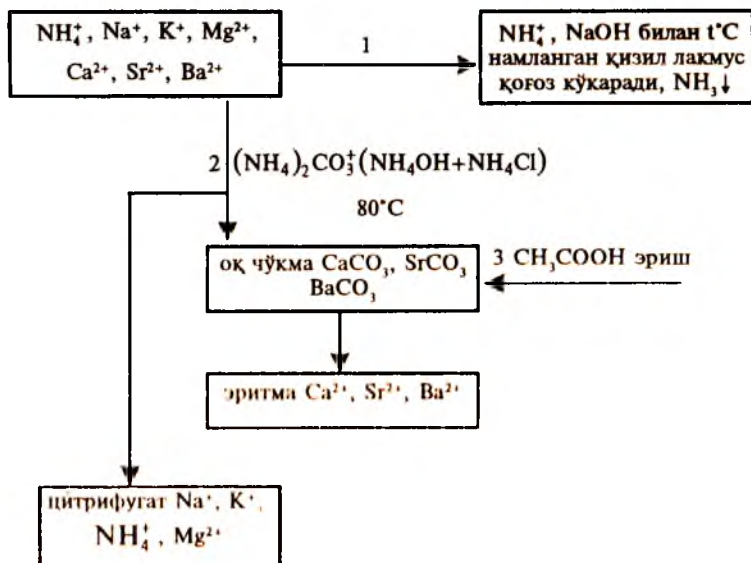 NH₄⁺, Na⁺, K⁺, Mg²⁺,
Ca²⁺, Sr²⁺, Ba²⁺
1
NH₄⁺, NaOH билан t°C
намланган қизил лакмус
қоғоз кўкаради, NH₃↓
2 (NH₄)₂CO₃⁺(NH₄OH+NH₄Cl)
80°C
оқ чўкма CaCO₃, SrCO₃
BaCO₃
3 CH₃COOH эриш
эритма Ca²⁺, Sr²⁺, Ba²⁺
цитрифугат Na⁺, K⁺,
NH₄⁺, Mg²⁺